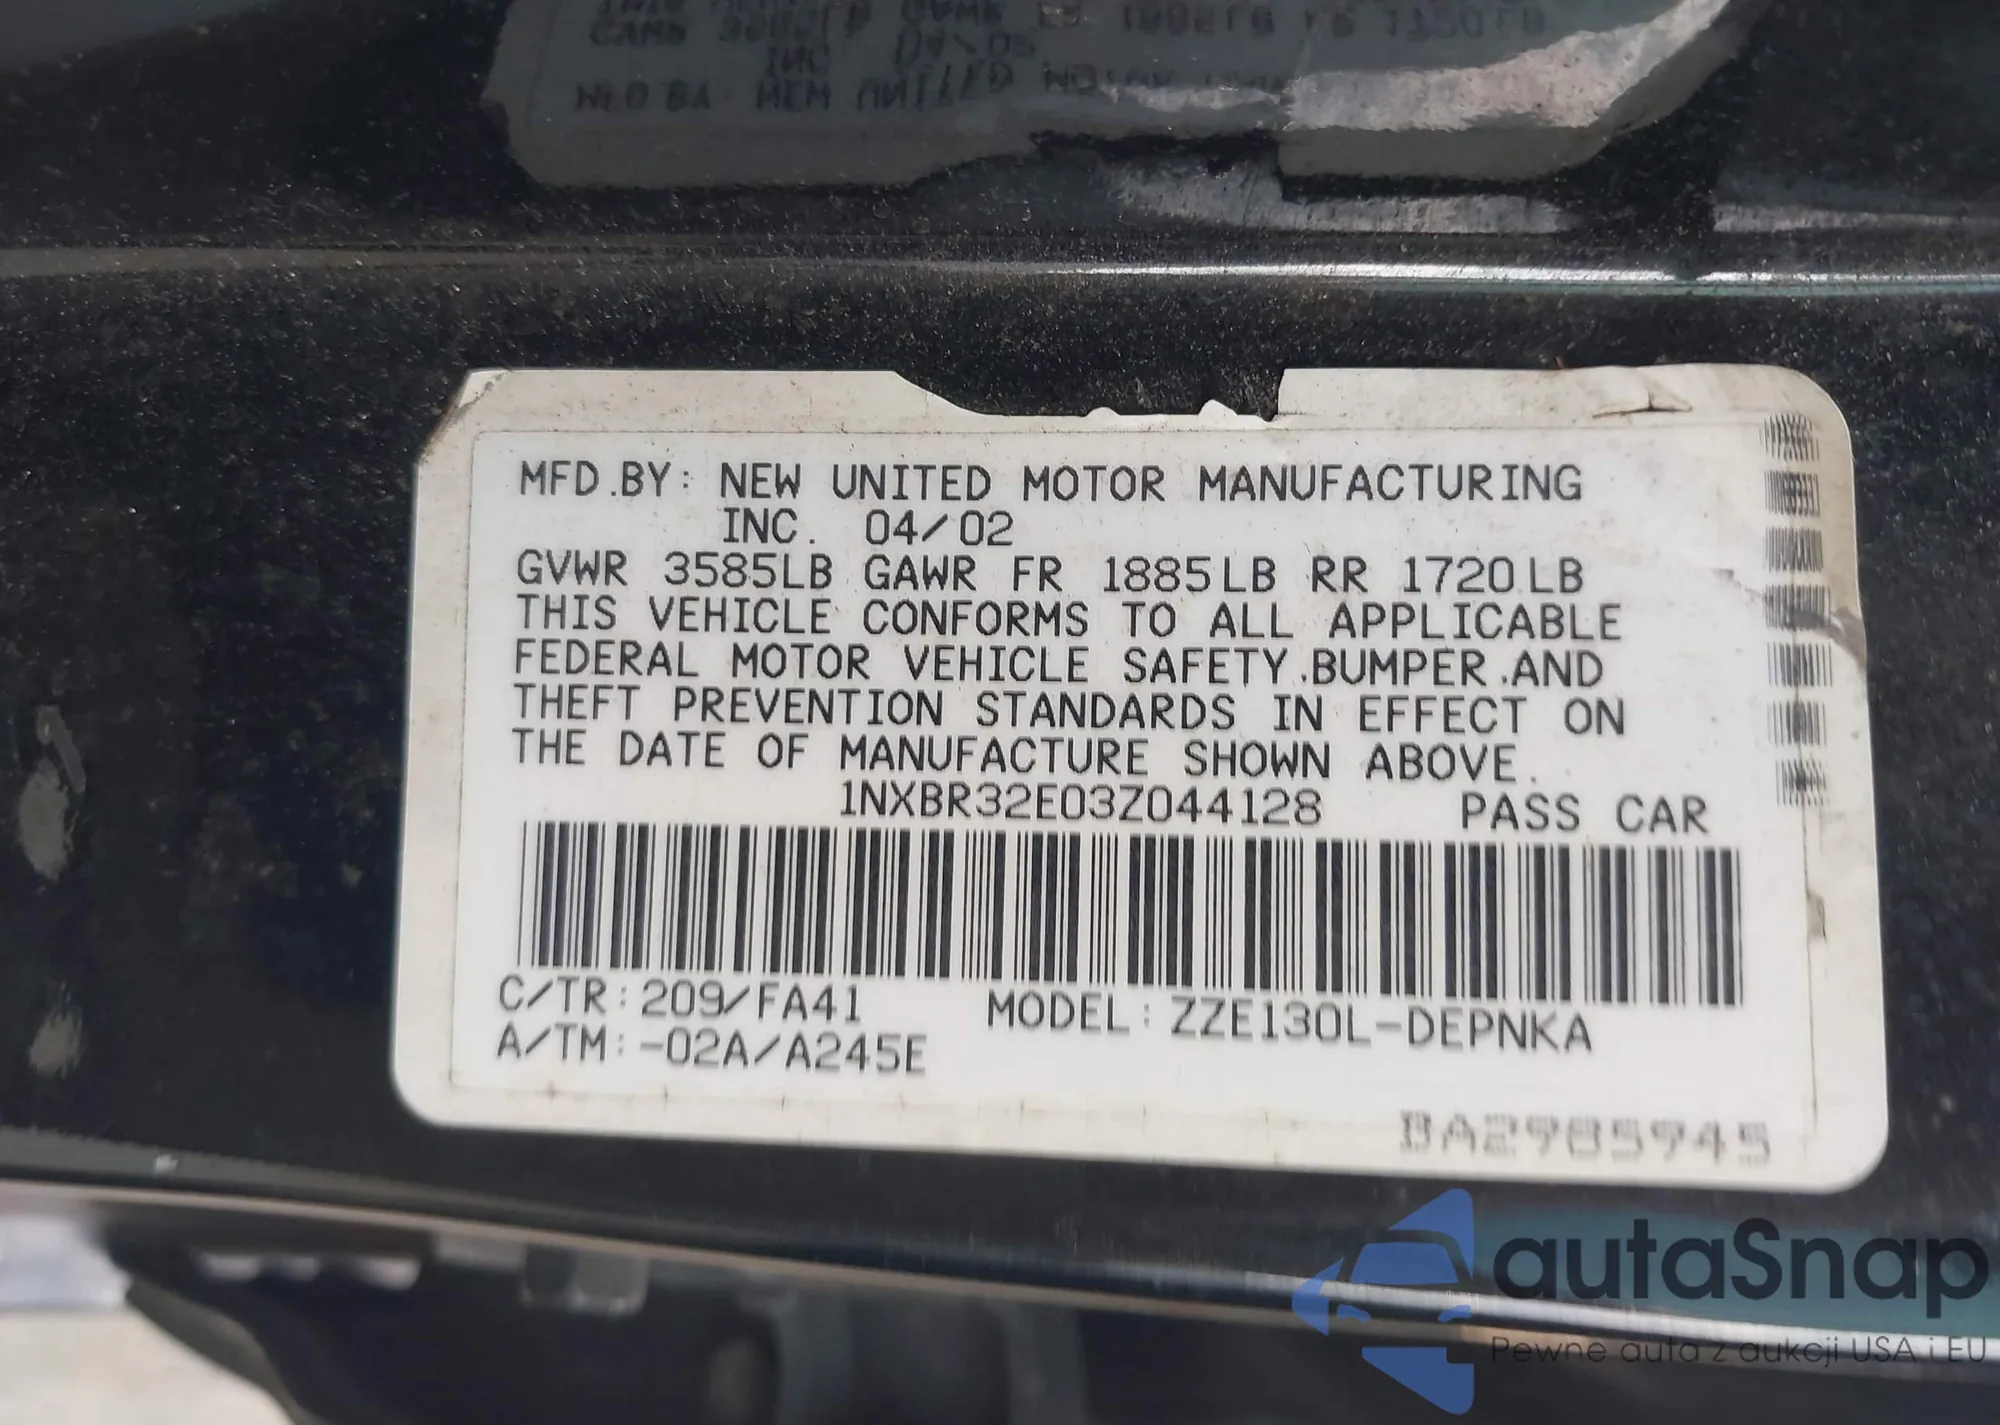 MFD.BY: NEW UNITED MOTOR MANUFACTURING
INC. 04/02
GVWR 3585LB GAWR FR 1885LB RR 1720LB
THIS VEHICLE CONFORMS TO ALL APPLICABLE
FEDERAL MOTOR VEHICLE SAFETY,BUMPER,AND
THEFT PREVENTION STANDARDS IN EFFECT ON
THE DATE OF MANUFACTURE SHOWN ABOVE.
1NXBR32E03Z044128 PASS CAR
C/TR: 209/FA41 MODEL: ZZE130L-DEPNKA
A/TM: -02A/A245E
BA2985945
autaSnap
Pewne auta z aukcji USA i EU